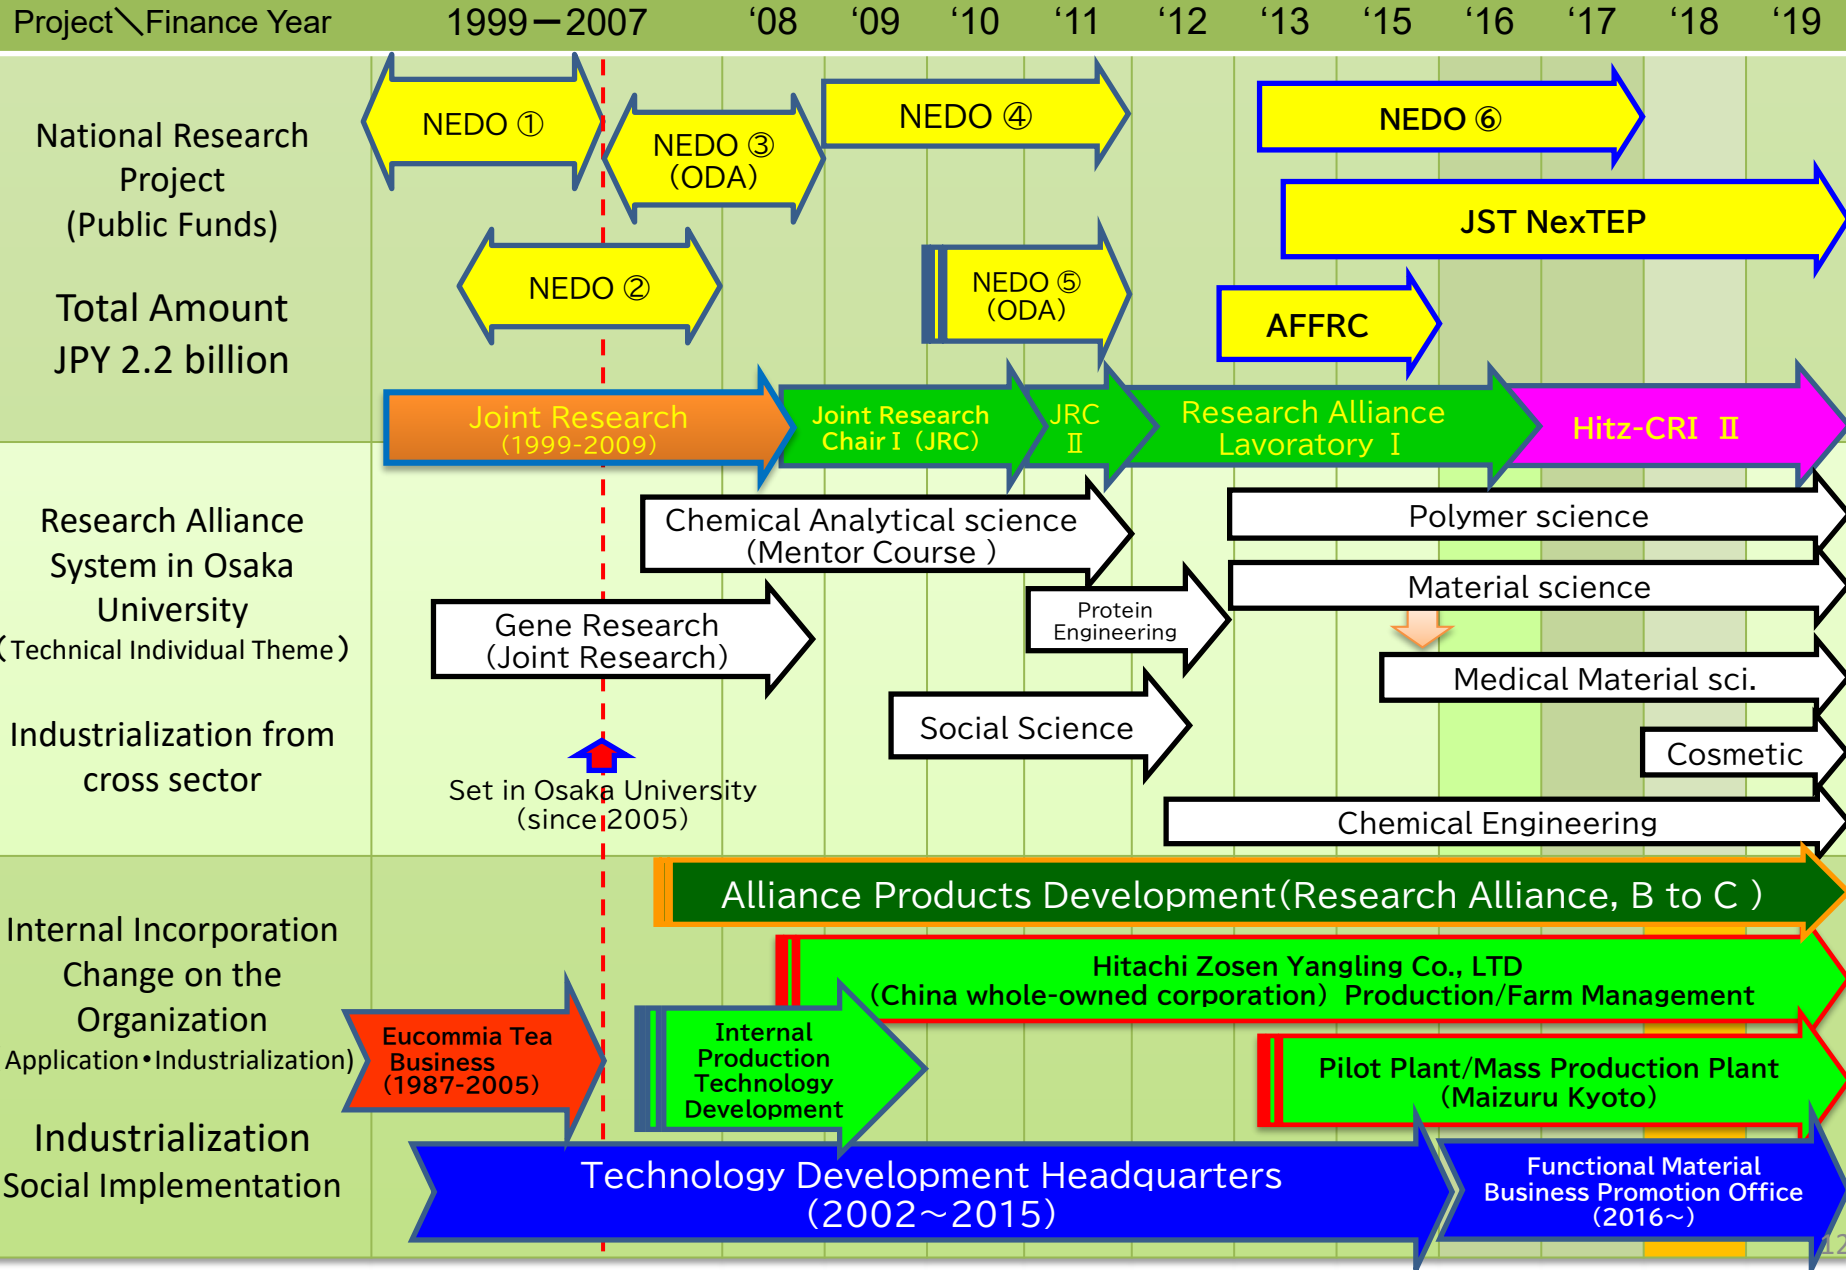 Project＼Finance Year 1999－2007 ‘08 ‘09 ‘10 ‘11 ‘12 ‘13 ‘15 ‘16 ‘17 ‘18 ‘19
National Research
Project
(Public Funds)
Total Amount
JPY 2.2 billion
NEDO ①
NEDO ③
(ODA)
NEDO ④
NEDO ⑥
JST NexTEP
NEDO ②
NEDO ⑤
(ODA)
AFFRC
Joint Research
(1999-2009)
Joint Research
Chair I (JRC)
JRC
Ⅱ
Research Alliance
Lavoratory Ⅰ
Hitz-CRI Ⅱ
Research Alliance
System in Osaka
University
(Technical Individual Theme)
Industrialization from
cross sector
Chemical Analytical science
(Mentor Course )
Polymer science
Material science
Gene Research
(Joint Research)
Protein
Engineering
Medical Material sci.
Social Science
Cosmetic
Set in Osaka University
(since 2005)
Chemical Engineering
Internal Incorporation
Change on the
Organization
Application・Industrialization)
Industrialization
Social Implementation
Alliance Products Development(Research Alliance, B to C )
Hitachi Zosen Yangling Co., LTD
(China whole-owned corporation) Production/Farm Management
Eucommia Tea
Business
(1987-2005)
Internal
Production
Technology
Development
Pilot Plant/Mass Production Plant
(Maizuru Kyoto)
Technology Development Headquarters
(2002～2015)
Functional Material
Business Promotion Office
(2016～)
12